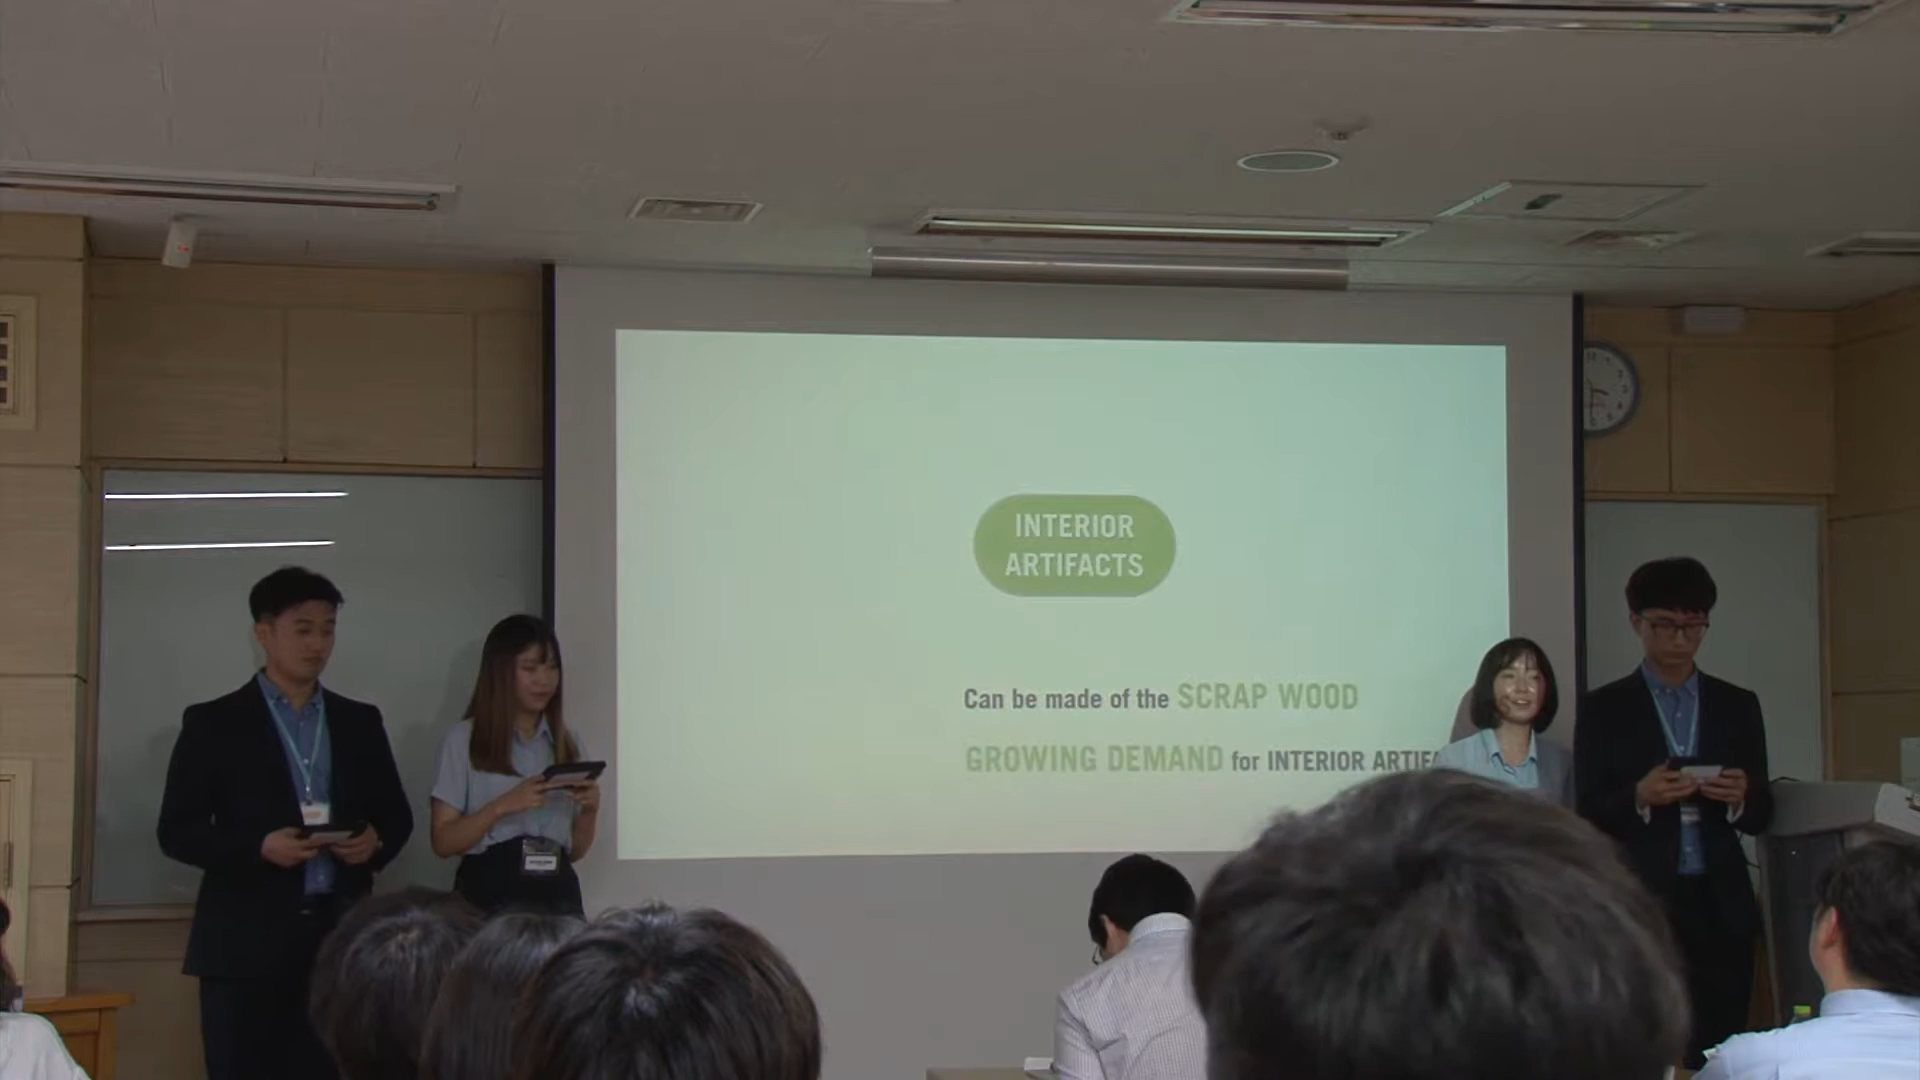 INTERIOR
ARTIFACTS
Can be made of the SCRAP WOOD
GROWING DEMAND for INTERIOR